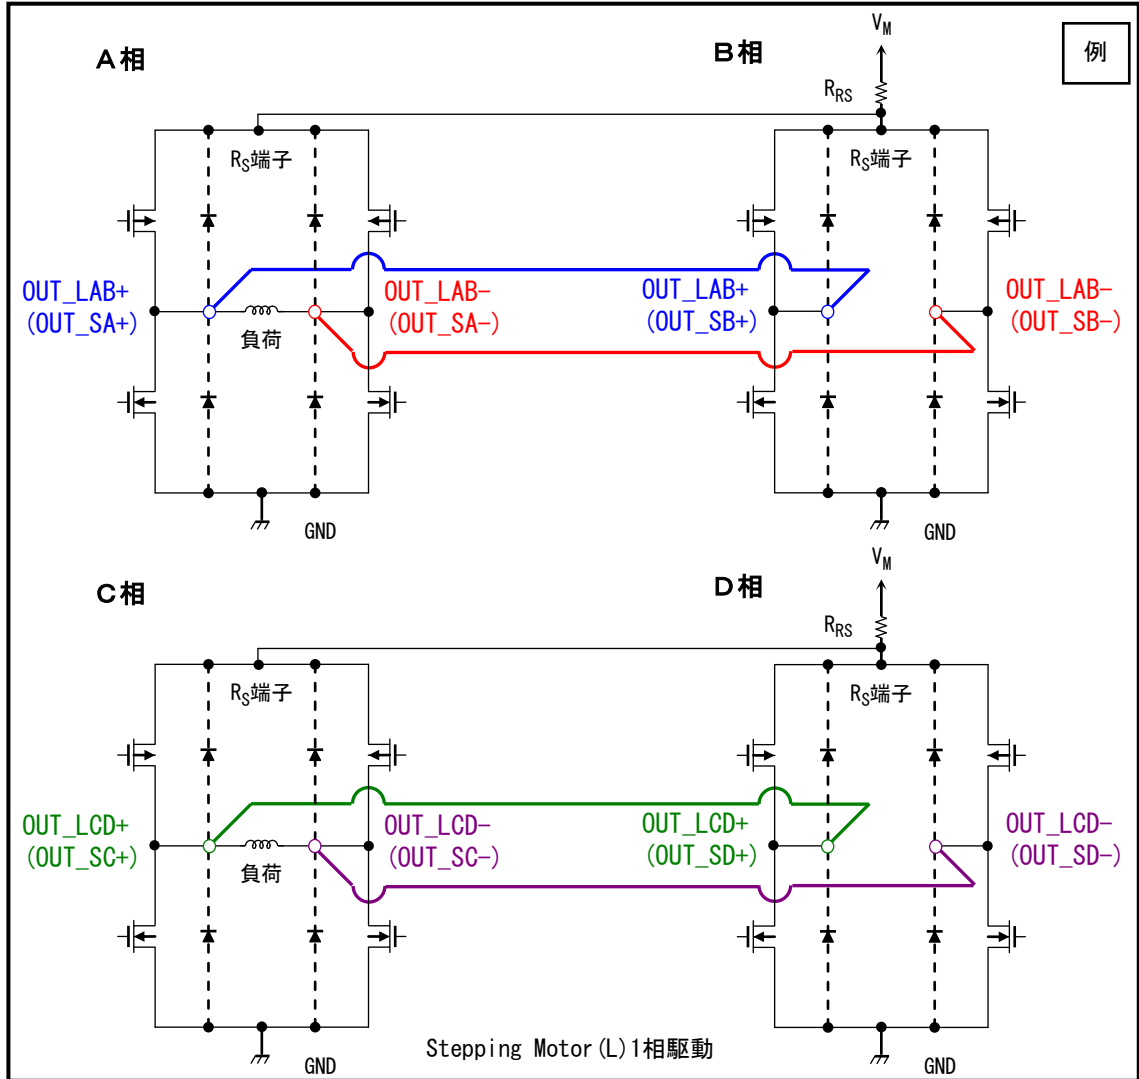 A相
B相
VM
例
RRS
RS端子
RS端子
OUT_LAB+
(OUT_SA+)
負荷
OUT_LAB-
(OUT_SA-)
OUT_LAB+
(OUT_SB+)
OUT_LAB-
(OUT_SB-)
GND
GND
C相
D相
VM
RRS
RS端子
RS端子
OUT_LCD+
(OUT_SC+)
負荷
OUT_LCD-
(OUT_SC-)
OUT_LCD+
(OUT_SD+)
OUT_LCD-
(OUT_SD-)
GND
Stepping Motor(L)1相駆動
GND